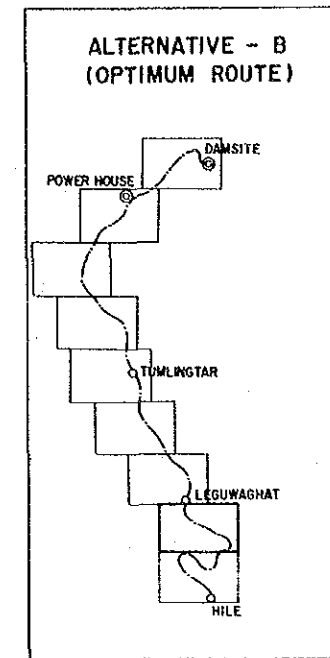 ALTERNATIVE - B
(OPTIMUM ROUTE)
DAMSITE
POWER HOUSE
TUMLINGTAR
LEGUWAGHAT
HILE